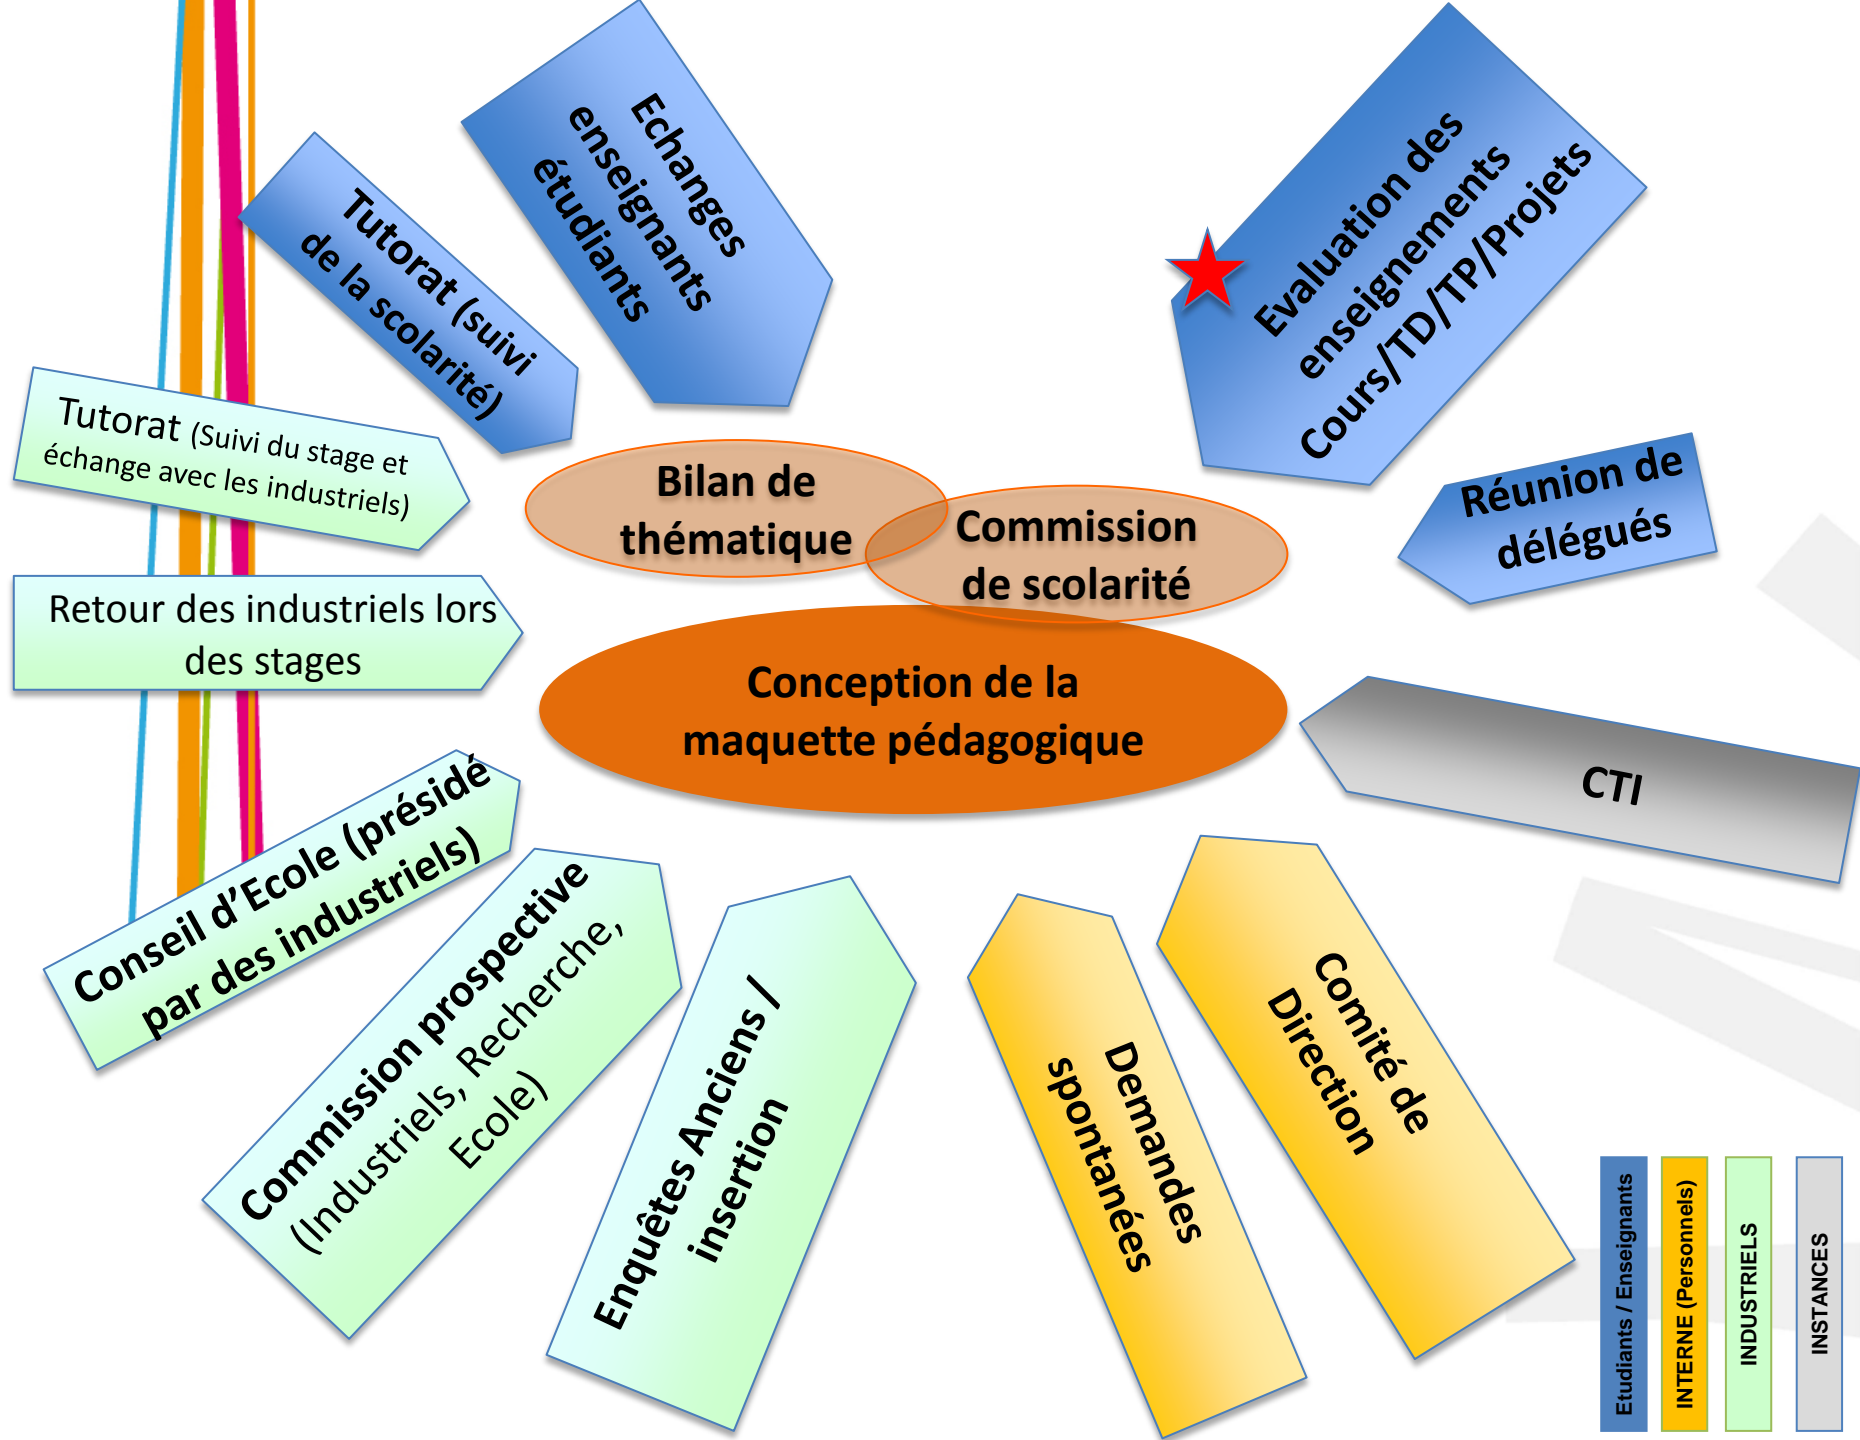 Echanges
enseignants
étudiants
Evaluation des
enseignements
Cours/TD/TP/Projets
Tutorat (suivi
de la scolarité)
Tutorat (Suivi du stage et
échange avec les industriels)
Bilan de
thématique
Commission
de scolarité
Réunion de
délégués
Retour des industriels lors
des stages
Conception de la
maquette pédagogique
CTI
Conseil d’Ecole (présidé
par des industriels)
Commission prospective
(Industriels, Recherche,
Ecole)
Enquêtes Anciens /
insertion
Demandes
spontanées
Comité de
Direction
Etudiants / Enseignants
INTERNE (Personnels)
INDUSTRIELS
INSTANCES